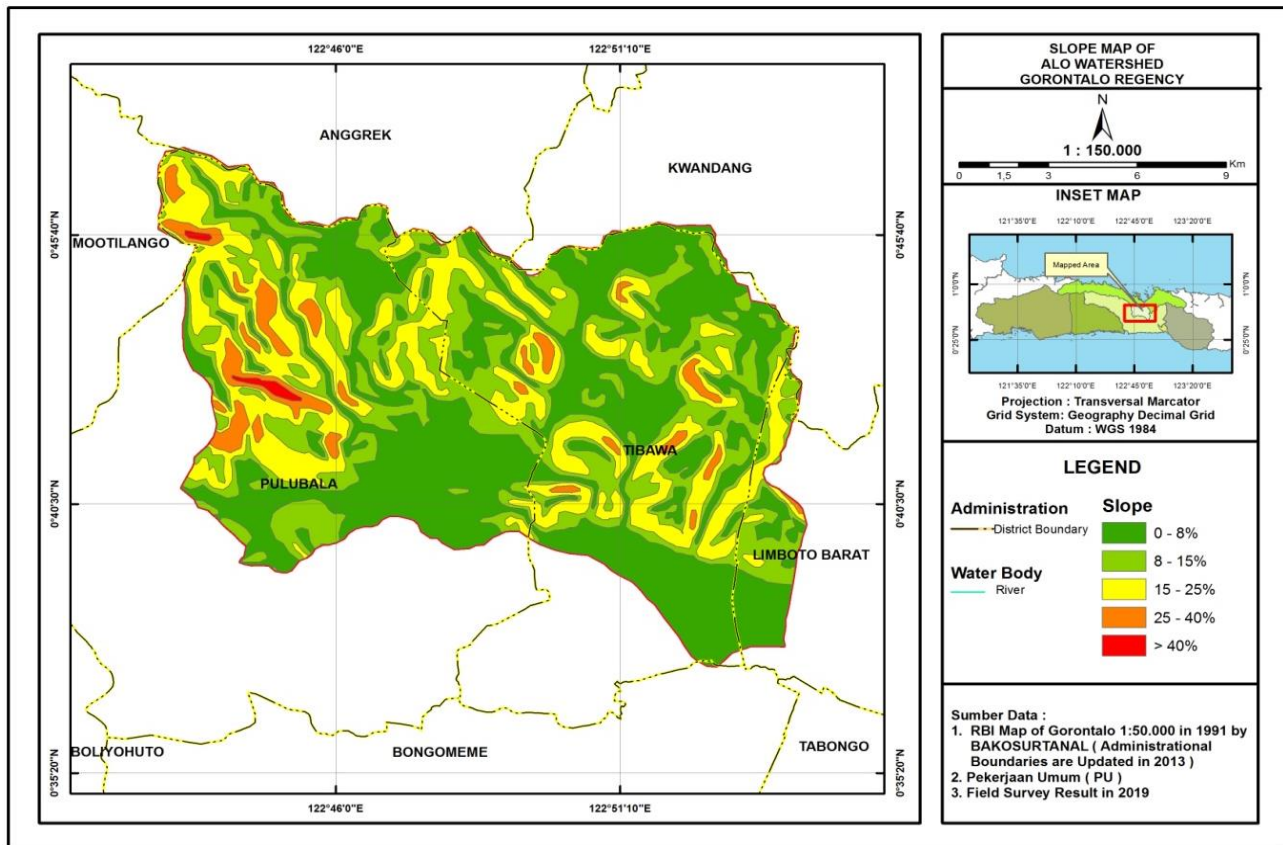 122°46'0"E
122°51'10"E
ANGGREK
KWANDANG
0°45'40"N
MOOTILANGO
0°45'40"N
TIBAWA
PULUBALA
0°40'30"N
0°40'30"N
LIMBOTO BARAT
BOLIYOHUTO
BONGOMEME
TABONGO
0°35'20"N
0°35'20"N
122°46'0"E
122°51'10"E
SLOPE MAP OF
ALO WATERSHED
GORONTALO REGENCY
N
1 : 150.000
Km
0 1,5 3 6 9
INSET MAP
121°35'0"E 122°10'0"E 122°45'0"E 123°20'0"E
Mapped Area
1°0'0"N
1°0'0"N
0°25'0"N
0°25'0"N
121°35'0"E 122°10'0"E 122°45'0"E 123°20'0"E
Projection : Transversal Marcator
Grid System: Geography Decimal Grid
Datum : WGS 1984
LEGEND
Administration
District Boundary
Water Body
River
Slope
0 - 8%
8 - 15%
15 - 25%
25 - 40%
> 40%
Sumber Data :
1. RBI Map of Gorontalo 1:50.000 in 1991 by
BAKOSURTANAL ( Administrational
Boundaries are Updated in 2013 )
2. Pekerjaan Umum ( PU )
3. Field Survey Result in 2019